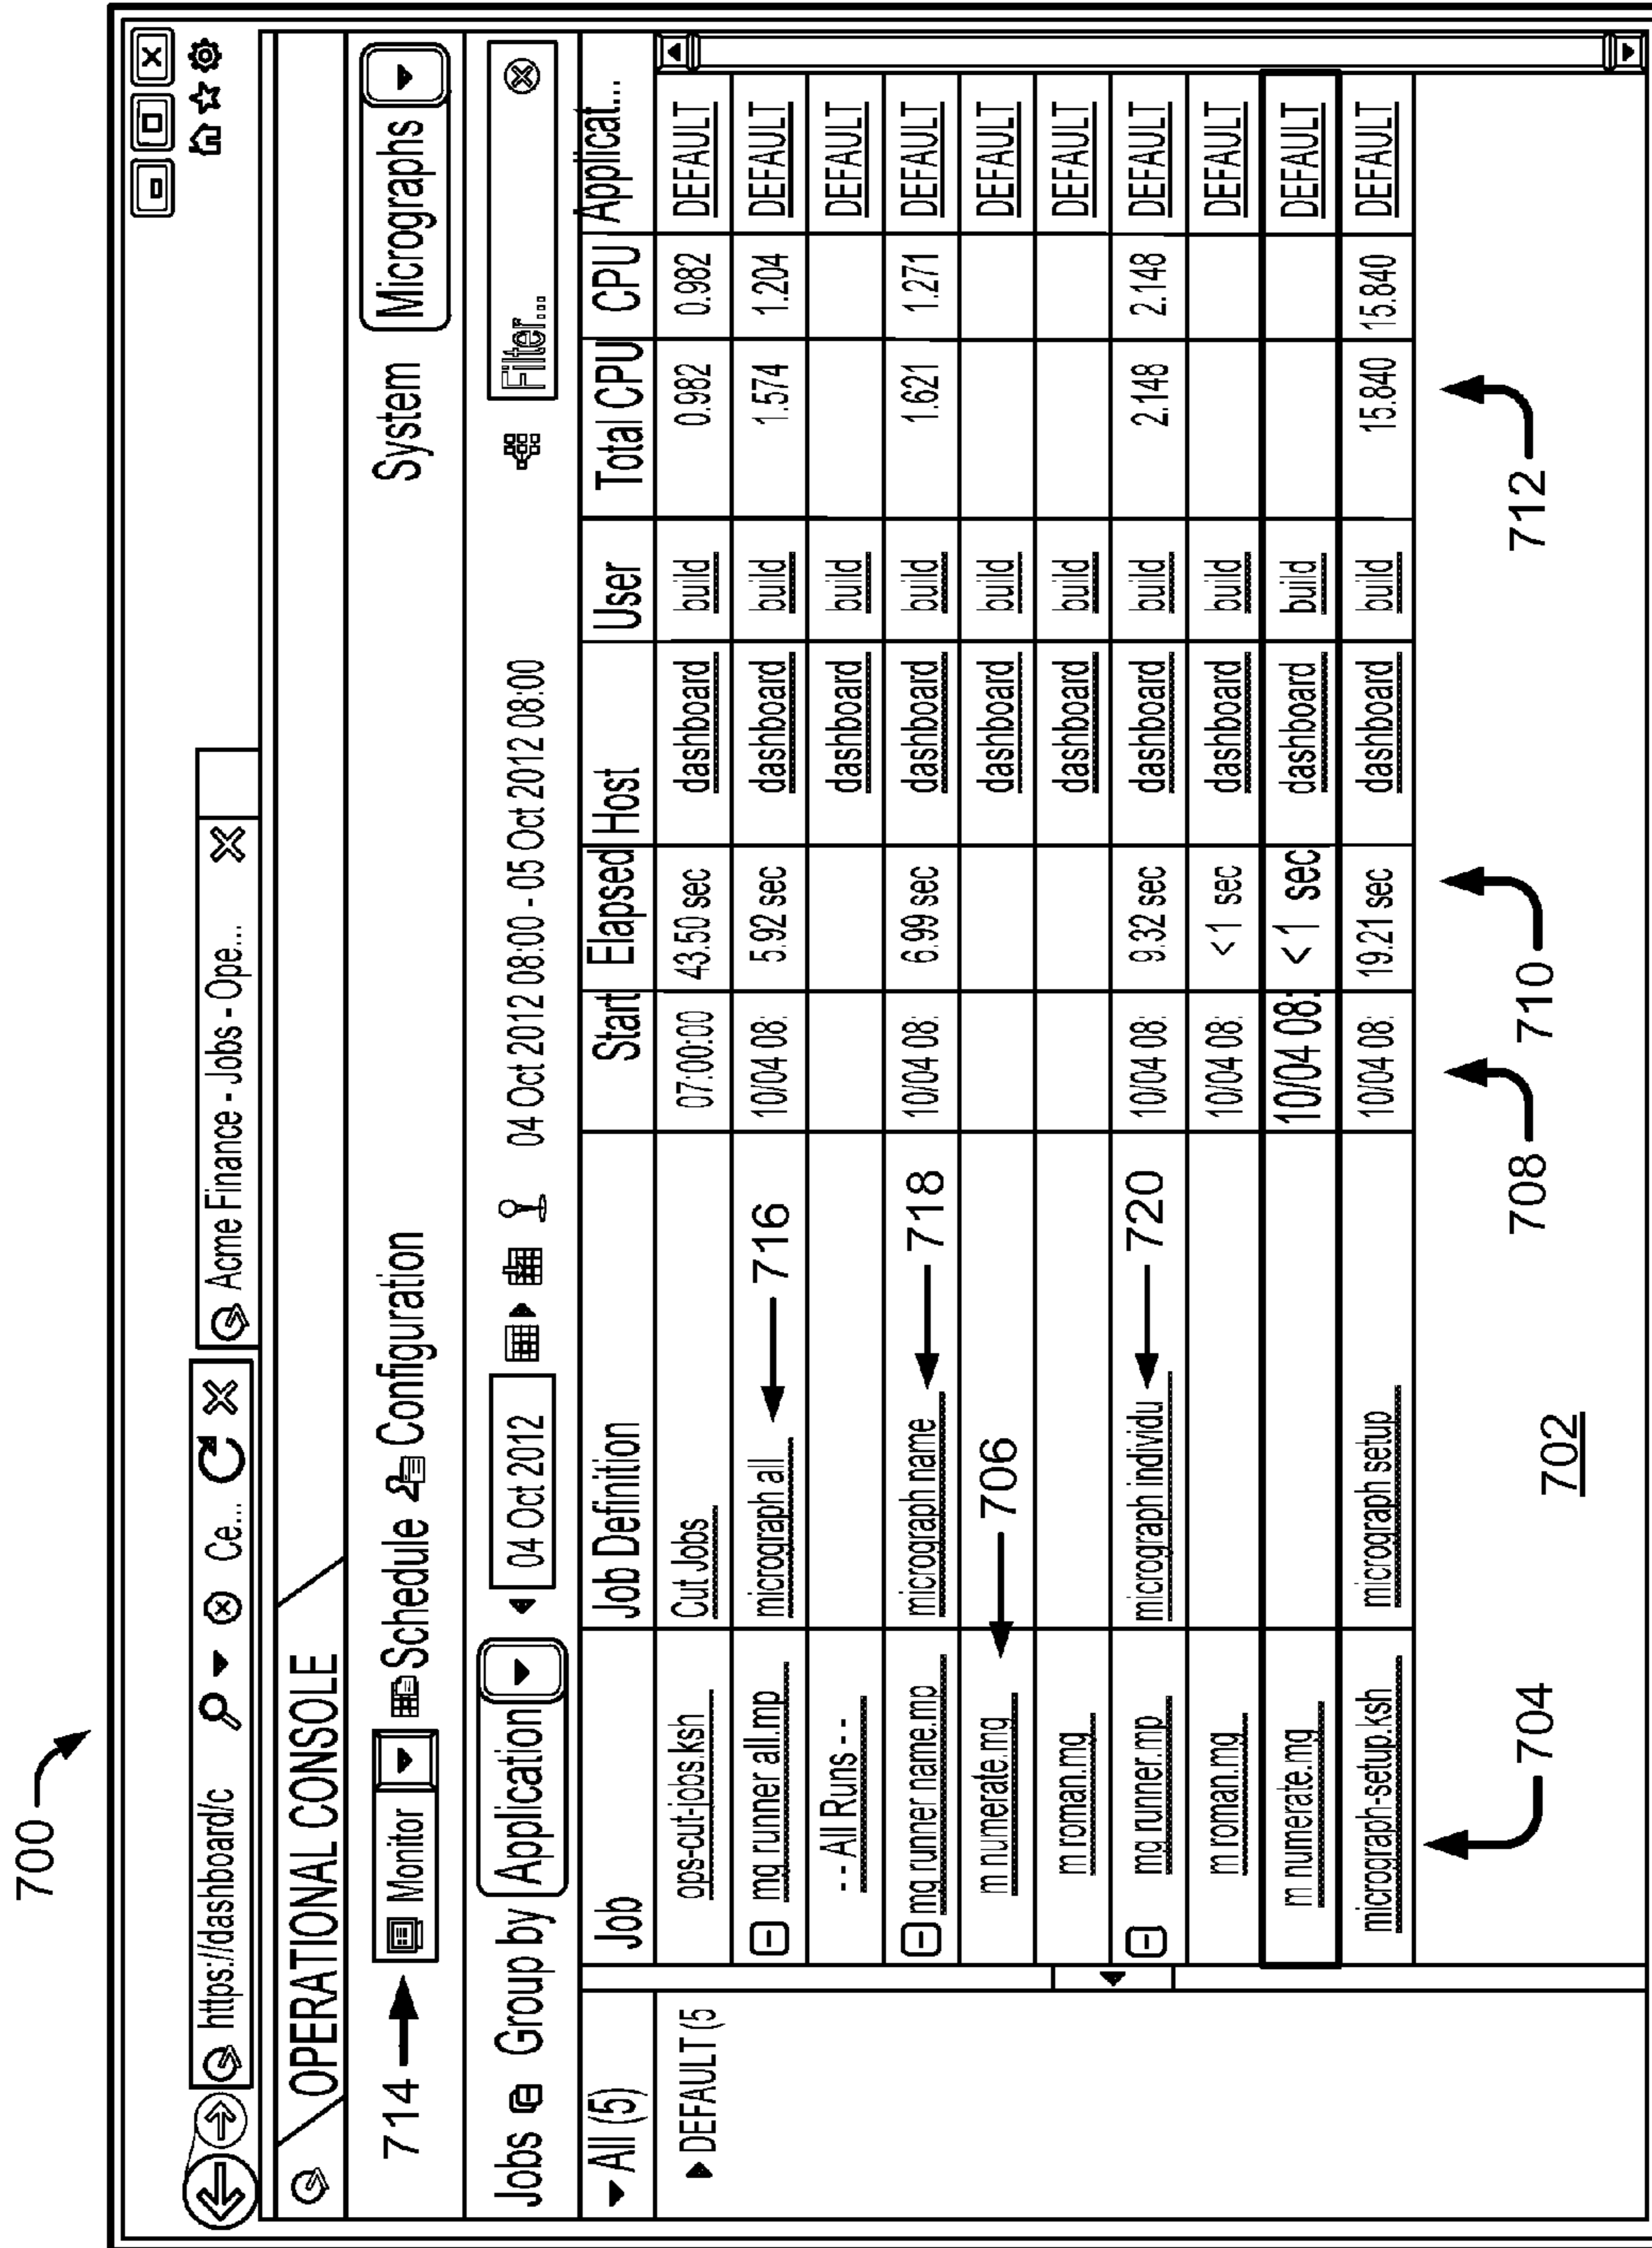 700
https://dashboard/c Ce... Acme Finance - Jobs - Ope...
OPERATIONAL CONSOLE
714 Monitor Schedule Configuration System Micrographs
Jobs Group by Application 04 Oct 2012 04 Oct 2012 08:00 - 05 Oct 2012 08:00 Filter...
All (5) Job Job Definition Start Elapsed Host User Total CPU CPU Applicat...
DEFAULT (5 ops-cut-jobs.ksh Cut Jobs 07:00:00 43.50 sec dashboard build 0.982 0.982 DEFAULT
mg runner all.mp micrograph all 716 10/04 08: 5.92 sec dashboard build 1.574 1.204 DEFAULT
- - All Runs - - dashboard build DEFAULT
mg runner name.mp micrograph name 718 10/04 08: 6.99 sec dashboard build 1.621 1.271 DEFAULT
m numerate.mg 706 dashboard build DEFAULT
m roman.mg dashboard build DEFAULT
mg runner.mp micrograph individu 720 10/04 08: 9.32 sec dashboard build 2.148 2.148 DEFAULT
m roman.mg 10/04 08: <1 sec dashboard build DEFAULT
m numerate.mg 10/04 08: <1 sec dashboard build DEFAULT
micrograph-setup.ksh micrograph setup 10/04 08: 19.21 sec dashboard build 15.840 15.840 DEFAULT
704 702 708 710 712